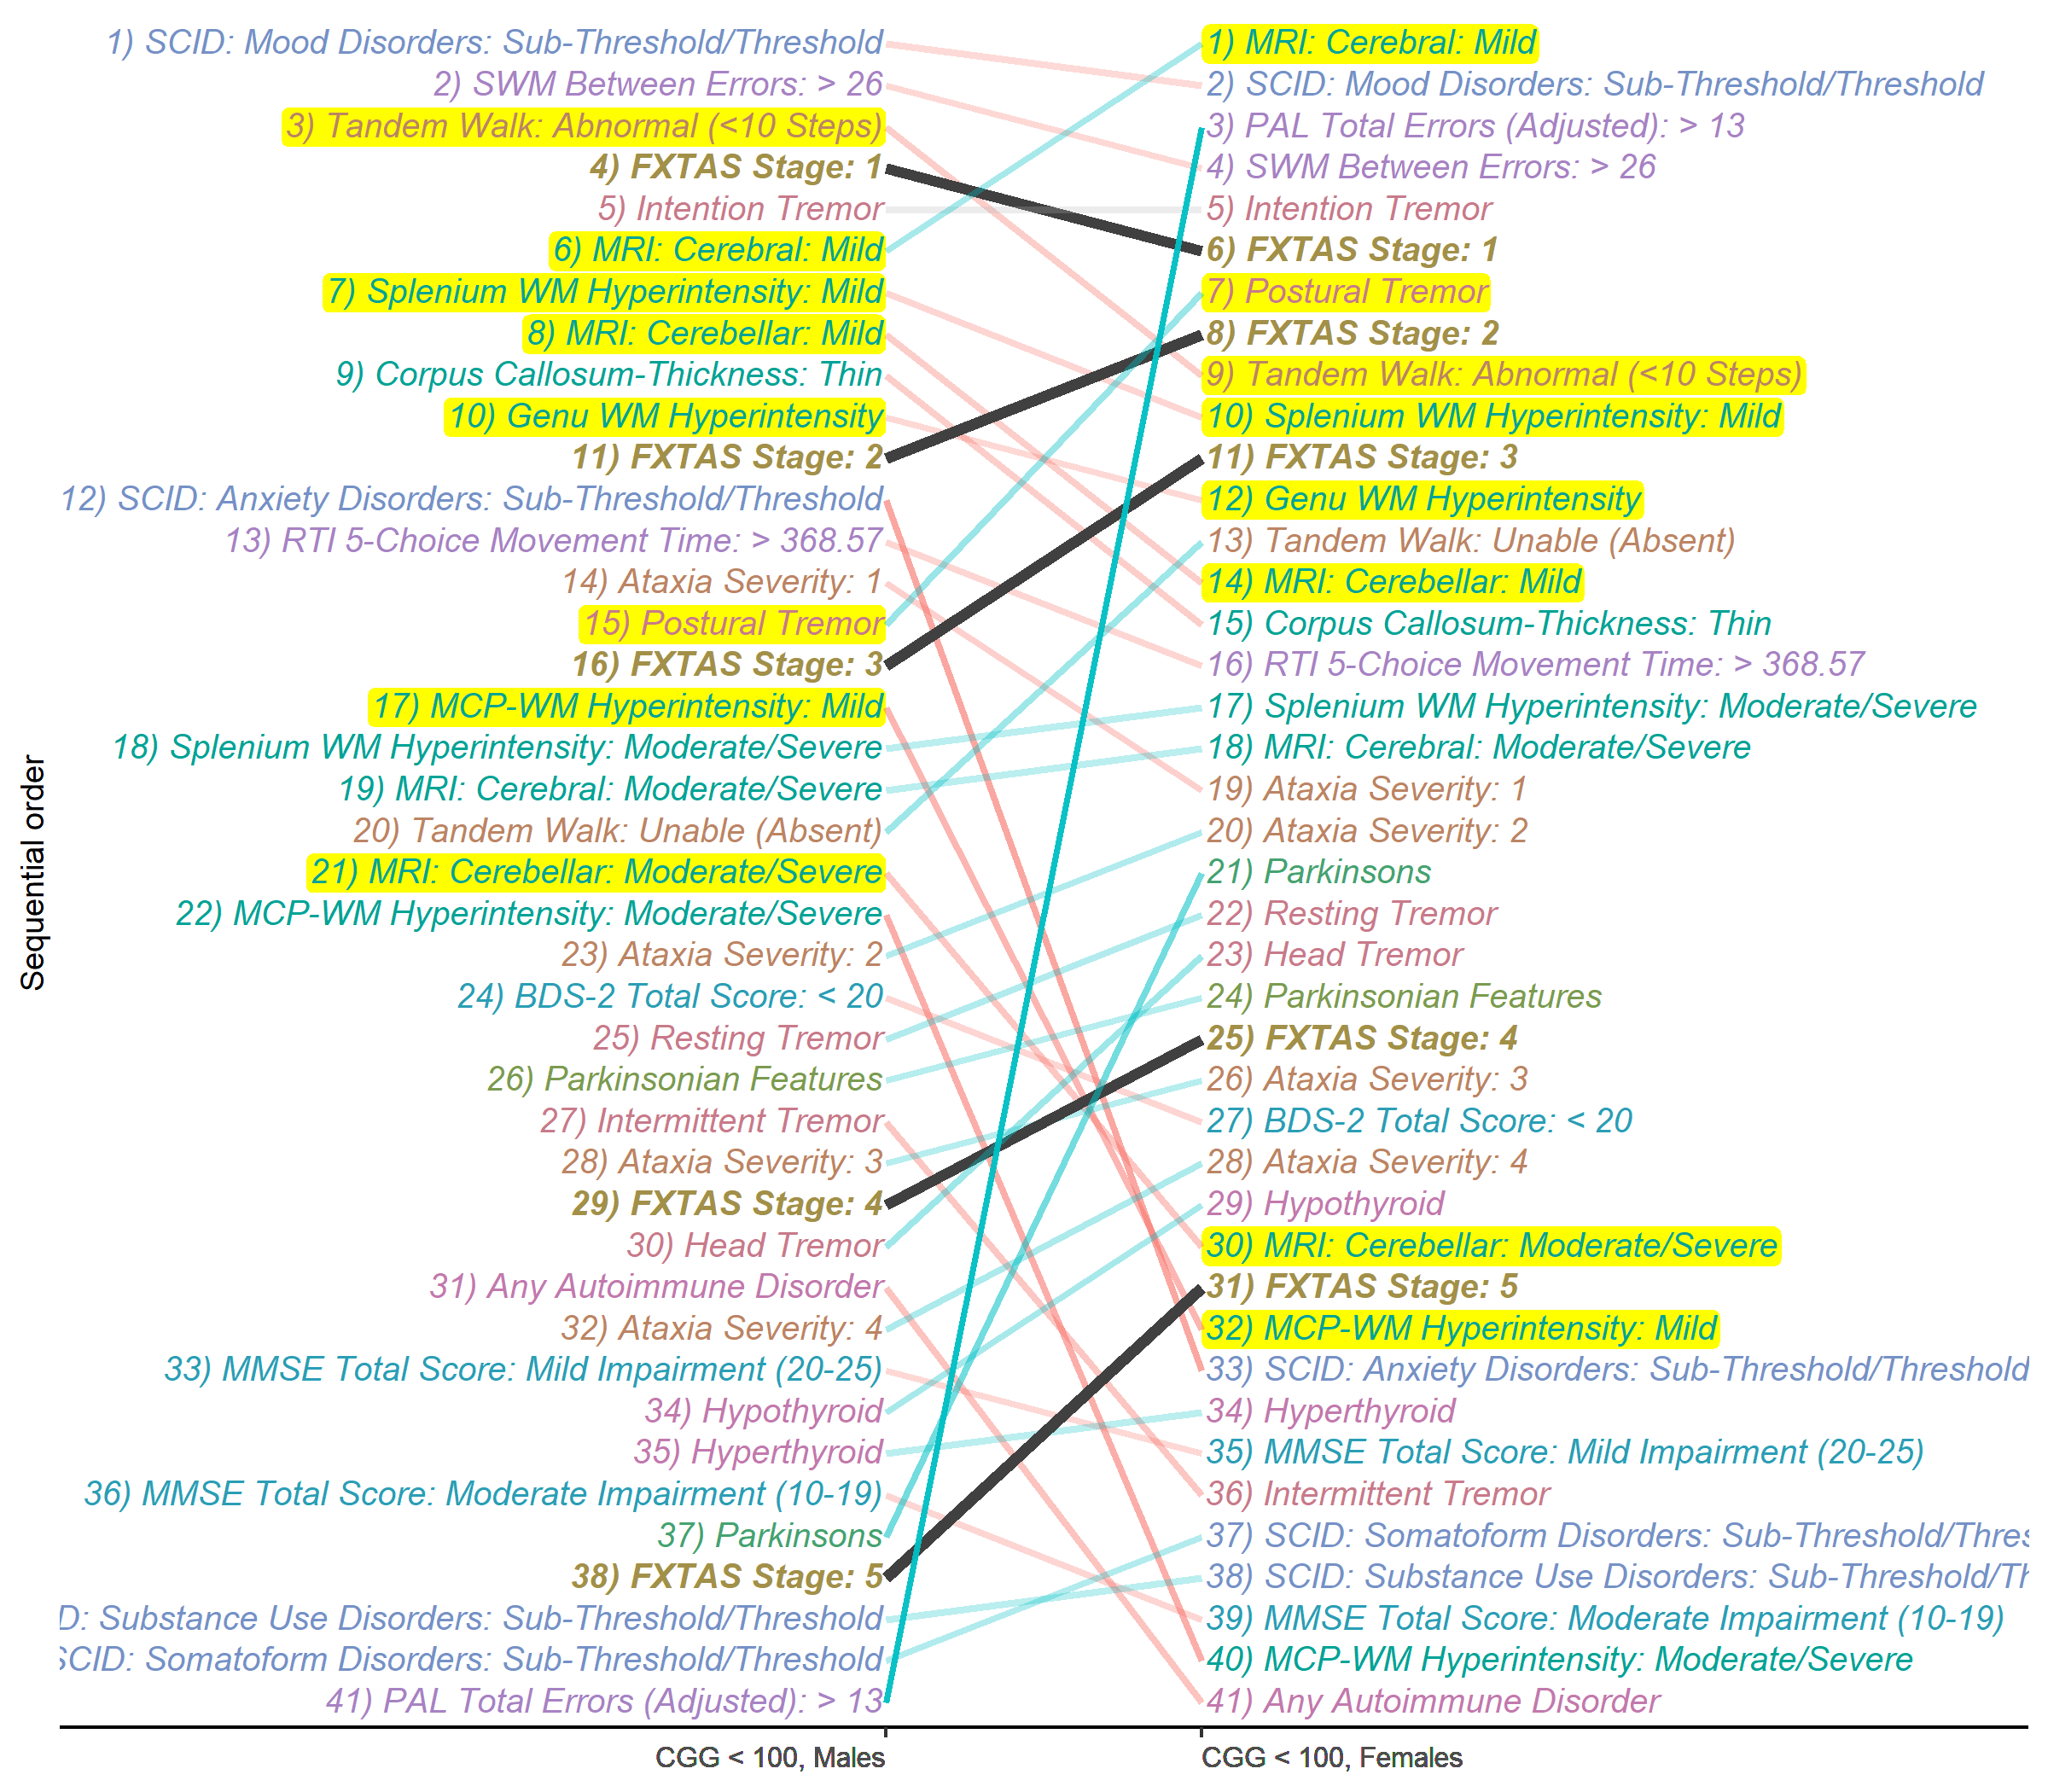 Sequential order
1) SCID: Mood Disorders: Sub-Threshold/Threshold
2) SWM Between Errors: > 26
3) Tandem Walk: Abnormal (<10 Steps)
4) FXTAS Stage: 1
5) Intention Tremor
6) MRI: Cerebral: Mild
7) Splenium WM Hyperintensity: Mild
8) MRI: Cerebellar: Mild
9) Corpus Callosum-Thickness: Thin
10) Genu WM Hyperintensity
11) FXTAS Stage: 2
12) SCID: Anxiety Disorders: Sub-Threshold/Threshold
13) RTI 5-Choice Movement Time: > 368.57
14) Ataxia Severity: 1
15) Postural Tremor
16) FXTAS Stage: 3
17) MCP-WM Hyperintensity: Mild
18) Splenium WM Hyperintensity: Moderate/Severe
19) MRI: Cerebral: Moderate/Severe
20) Tandem Walk: Unable (Absent)
21) MRI: Cerebellar: Moderate/Severe
22) MCP-WM Hyperintensity: Moderate/Severe
23) Ataxia Severity: 2
24) BDS-2 Total Score: < 20
25) Resting Tremor
26) Parkinsonian Features
27) Intermittent Tremor
28) Ataxia Severity: 3
29) FXTAS Stage: 4
30) Head Tremor
31) Any Autoimmune Disorder
32) Ataxia Severity: 4
33) MMSE Total Score: Mild Impairment (20-25)
34) Hypothyroid
35) Hyperthyroid
36) MMSE Total Score: Moderate Impairment (10-19)
37) Parkinsons
38) FXTAS Stage: 5
D: Substance Use Disorders: Sub-Threshold/Threshold
SCID: Somatoform Disorders: Sub-Threshold/Threshold
41) PAL Total Errors (Adjusted): > 13
1) MRI: Cerebral: Mild
2) SCID: Mood Disorders: Sub-Threshold/Threshold
3) PAL Total Errors (Adjusted): > 13
4) SWM Between Errors: > 26
5) Intention Tremor
6) FXTAS Stage: 1
7) Postural Tremor
8) FXTAS Stage: 2
9) Tandem Walk: Abnormal (<10 Steps)
10) Splenium WM Hyperintensity: Mild
11) FXTAS Stage: 3
12) Genu WM Hyperintensity
13) Tandem Walk: Unable (Absent)
14) MRI: Cerebellar: Mild
15) Corpus Callosum-Thickness: Thin
16) RTI 5-Choice Movement Time: > 368.57
17) Splenium WM Hyperintensity: Moderate/Severe
18) MRI: Cerebral: Moderate/Severe
19) Ataxia Severity: 1
20) Ataxia Severity: 2
21) Parkinsons
22) Resting Tremor
23) Head Tremor
24) Parkinsonian Features
25) FXTAS Stage: 4
26) Ataxia Severity: 3
27) BDS-2 Total Score: < 20
28) Ataxia Severity: 4
29) Hypothyroid
30) MRI: Cerebellar: Moderate/Severe
31) FXTAS Stage: 5
32) MCP-WM Hyperintensity: Mild
33) SCID: Anxiety Disorders: Sub-Threshold/Threshold
34) Hyperthyroid
35) MMSE Total Score: Mild Impairment (20-25)
36) Intermittent Tremor
37) SCID: Somatoform Disorders: Sub-Threshold/Thres
38) SCID: Substance Use Disorders: Sub-Threshold/Th
39) MMSE Total Score: Moderate Impairment (10-19)
40) MCP-WM Hyperintensity: Moderate/Severe
41) Any Autoimmune Disorder
CGG < 100, Males
CGG < 100, Females